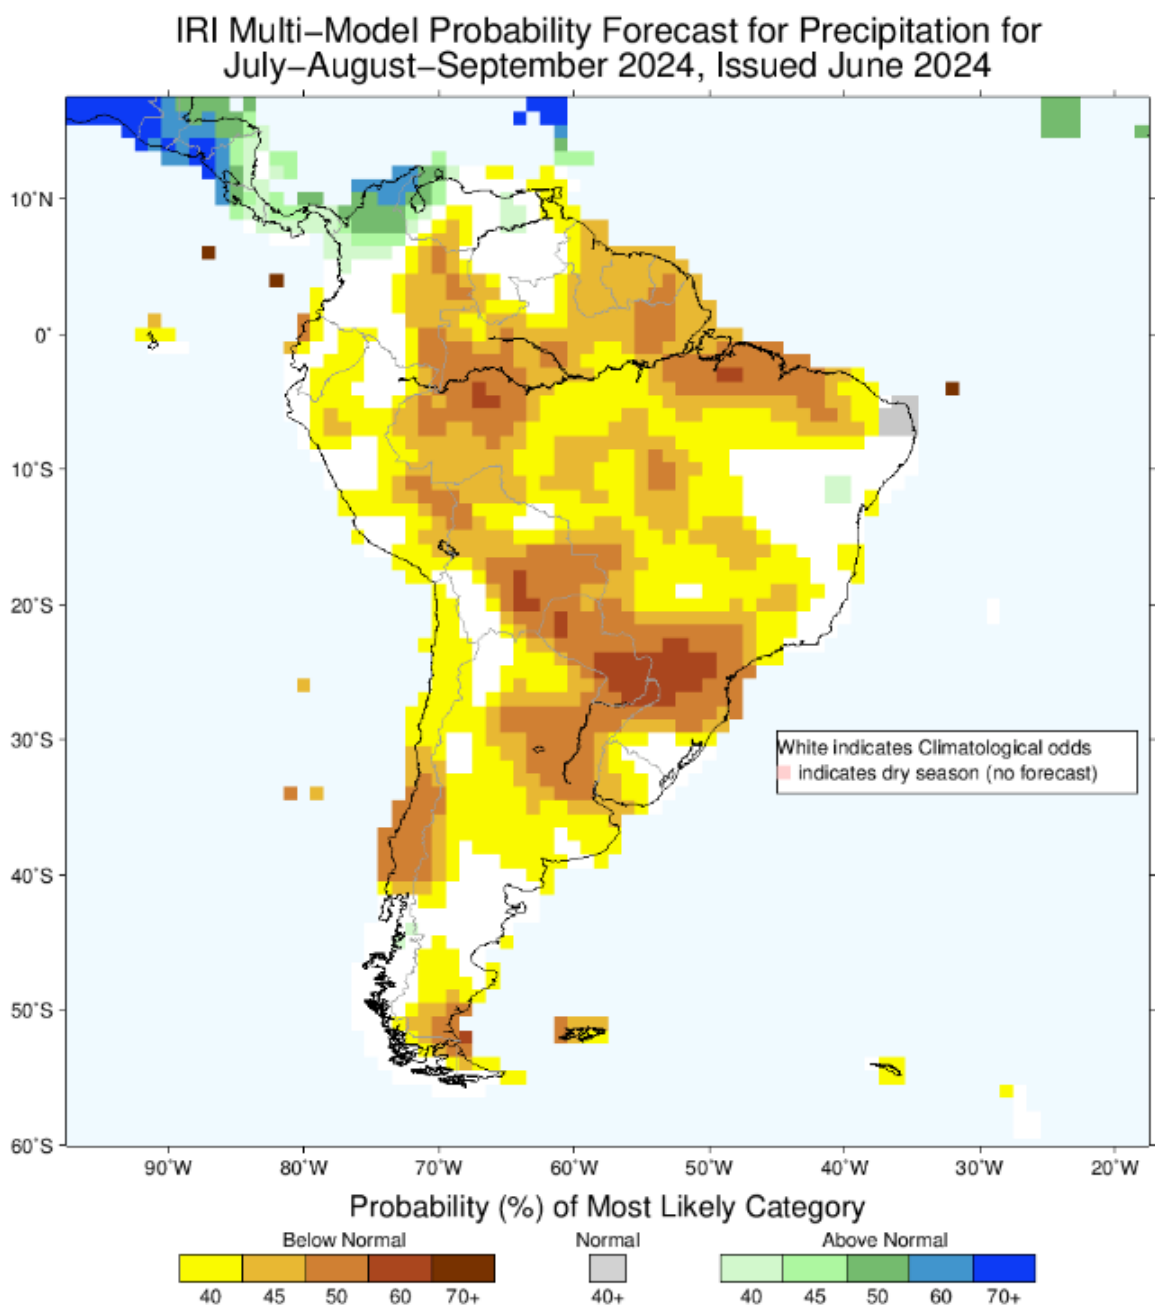 IRI Multi-Model Probability Forecast for Precipitation for
July-August-September 2024, Issued June 2024
10°N
0°
10°S
20°S
30°S
40°S
50°S
60°S
White indicates Climatological odds
indicates dry season (no forecast)
90°W 80°W 70°W 60°W 50°W 40°W 30°W 20°W
Probability (%) of Most Likely Category
Below Normal Normal Above Normal
40 45 50 60 70+ 40+ 40 45 50 60 70+